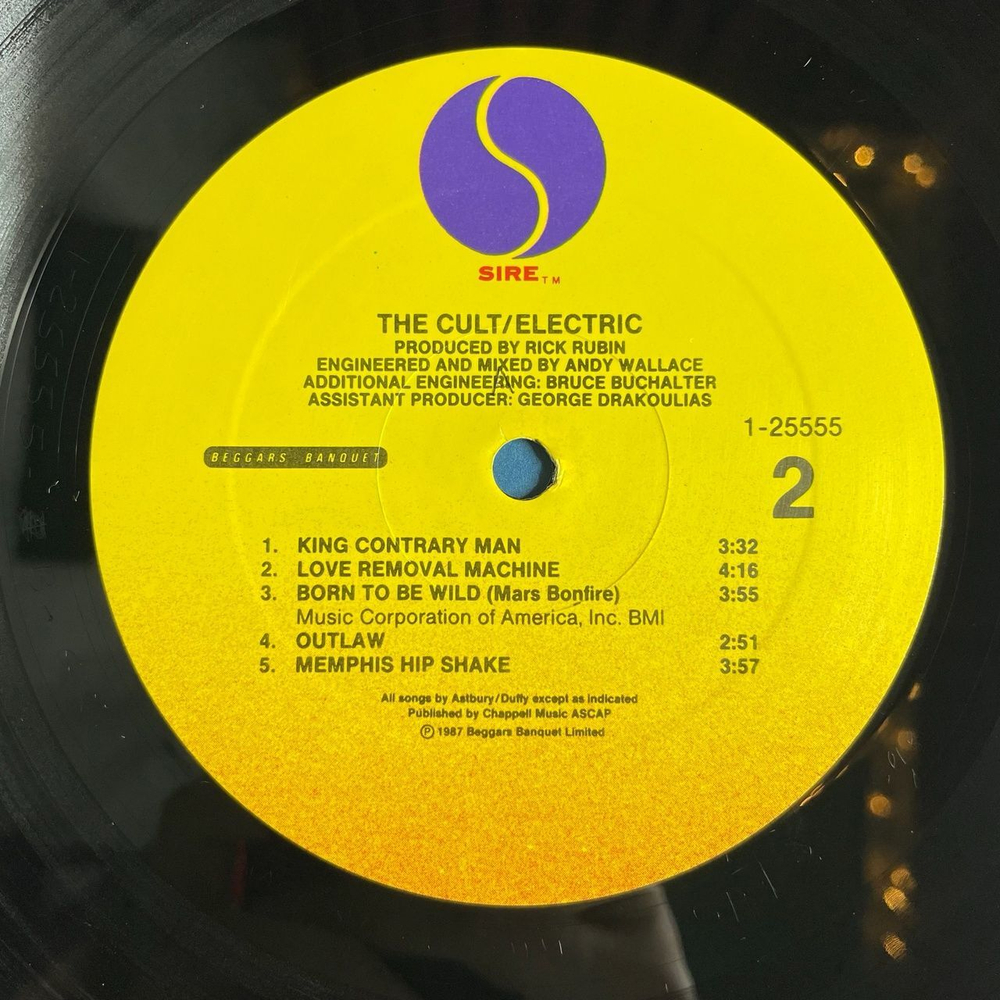 SIRE TM
THE CULT/ELECTRIC
PRODUCED BY RICK RUBIN
ENGINEERED AND MIXED BY ANDY WALLACE
ADDITIONAL ENGINEERING: BRUCE BUCHALTER
ASSISTANT PRODUCER: GEORGE DRAKOULIAS
1-25555
BEGGARS BANQUET
2
1. KING CONTRARY MAN 3:32
2. LOVE REMOVAL MACHINE 4:16
3. BORN TO BE WILD (Mars Bonfire) 3:55
Music Corporation of America, Inc. BMI
4. OUTLAW 2:51
5. MEMPHIS HIP SHAKE 3:57
All songs by Astbury/Duffy except as indicated
Published by Chappell Music ASCAP
Ⓟ 1987 Beggars Banquet Limited